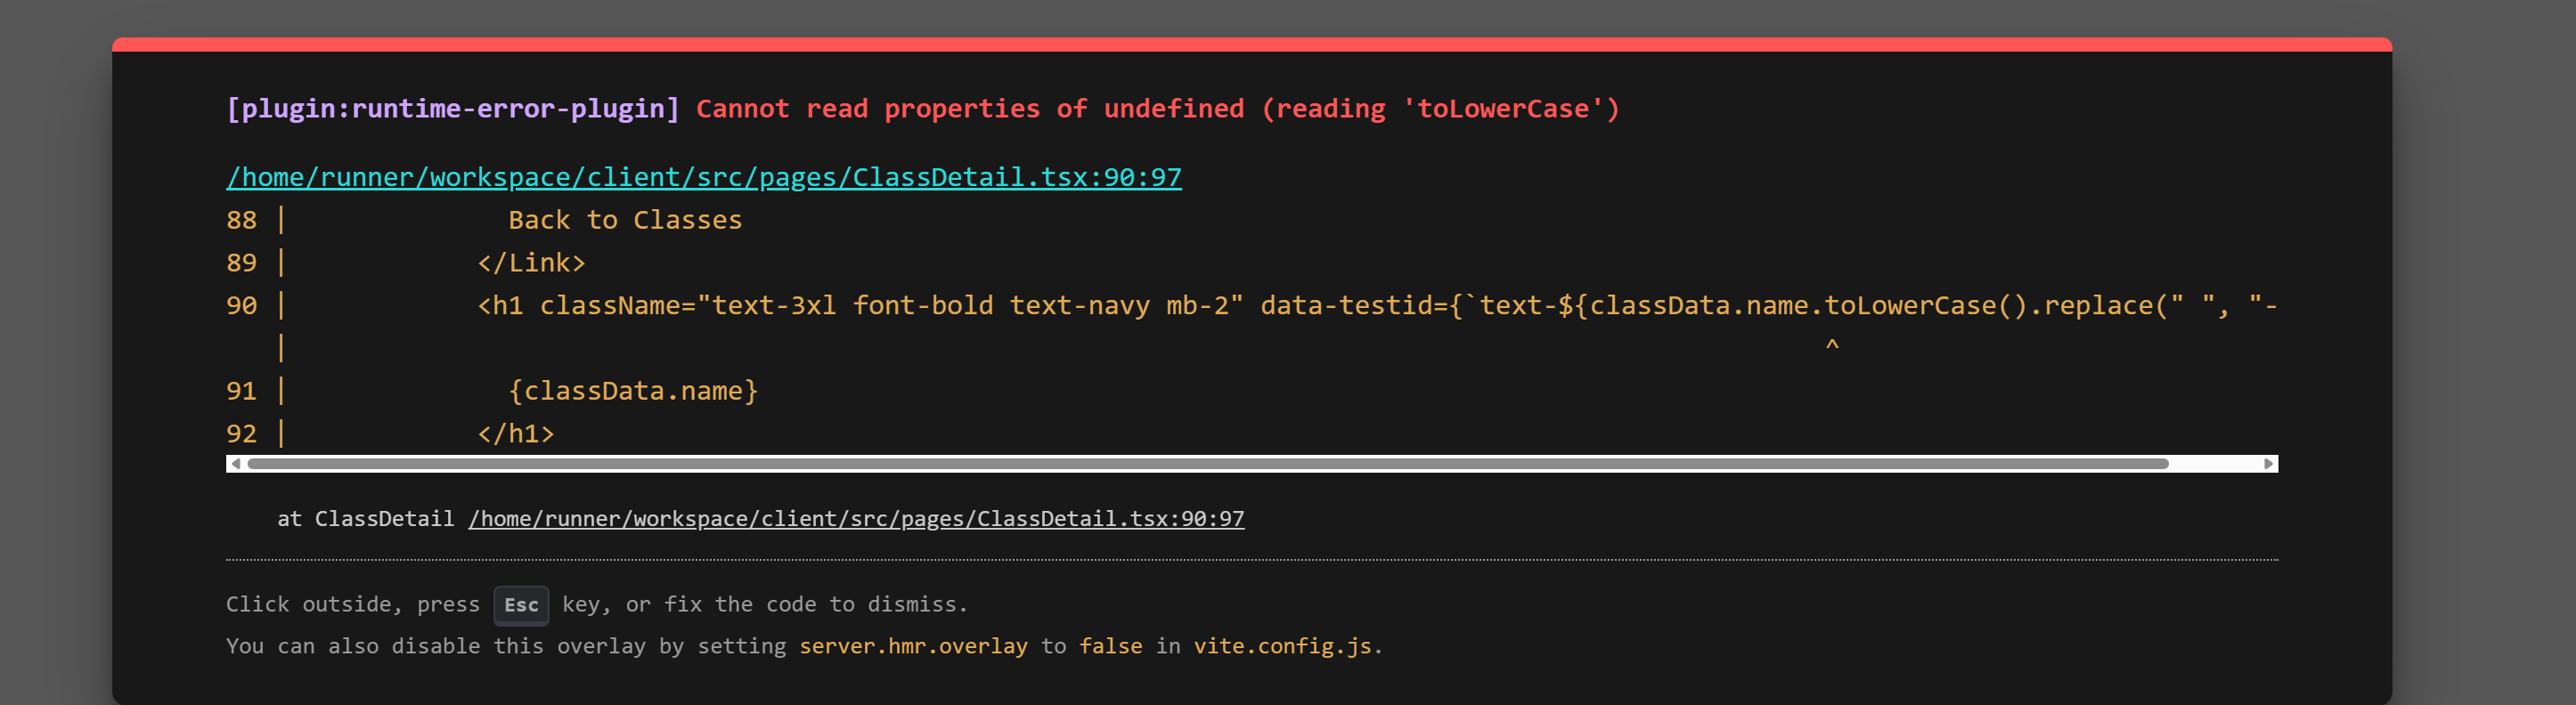 [plugin:runtime-error-plugin] Cannot read properties of undefined (reading 'toLowerCase')
/home/runner/workspace/client/src/pages/ClassDetail.tsx:90:97
88 |              Back to Classes
89 |            </Link>
90 |            <h1 className="text-3xl font-bold text-navy mb-2" data-testid={`text-${classData.name.toLowerCase().replace(" ", "-
   |                                                                                                  ^
91 |              {classData.name}
92 |            </h1>
at ClassDetail /home/runner/workspace/client/src/pages/ClassDetail.tsx:90:97
Click outside, press Esc key, or fix the code to dismiss.
You can also disable this overlay by setting server.hmr.overlay to false in vite.config.js.